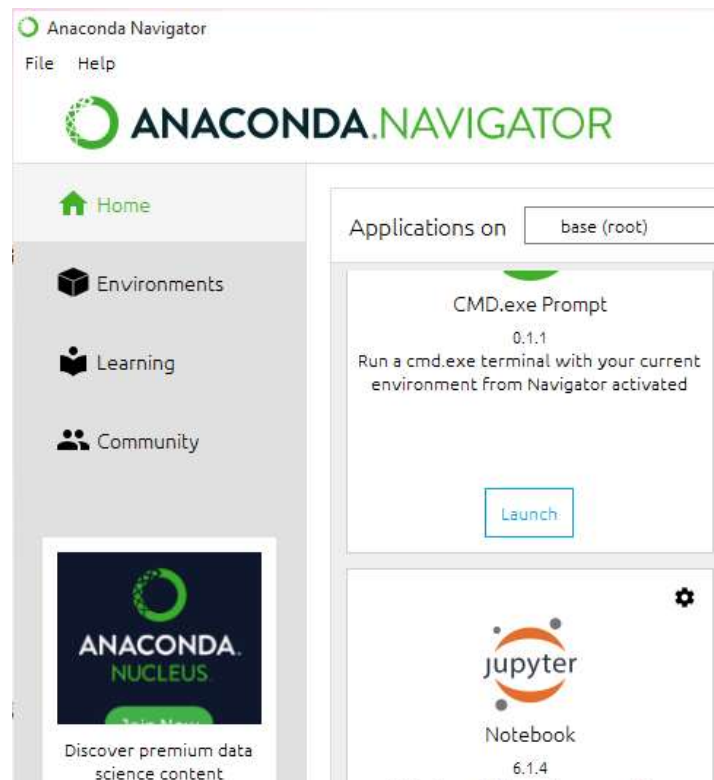 Anaconda Navigator
File Help
ANACONDA.NAVIGATOR
Home
Environments
Learning
Community
ANACONDA.
NUCLEUS
Join Now
Discover premium data
science content
Applications on base (root)
CMD.exe Prompt
0.1.1
Run a cmd.exe terminal with your current
environment from Navigator activated
Launch
jupyter
Notebook
6.1.4